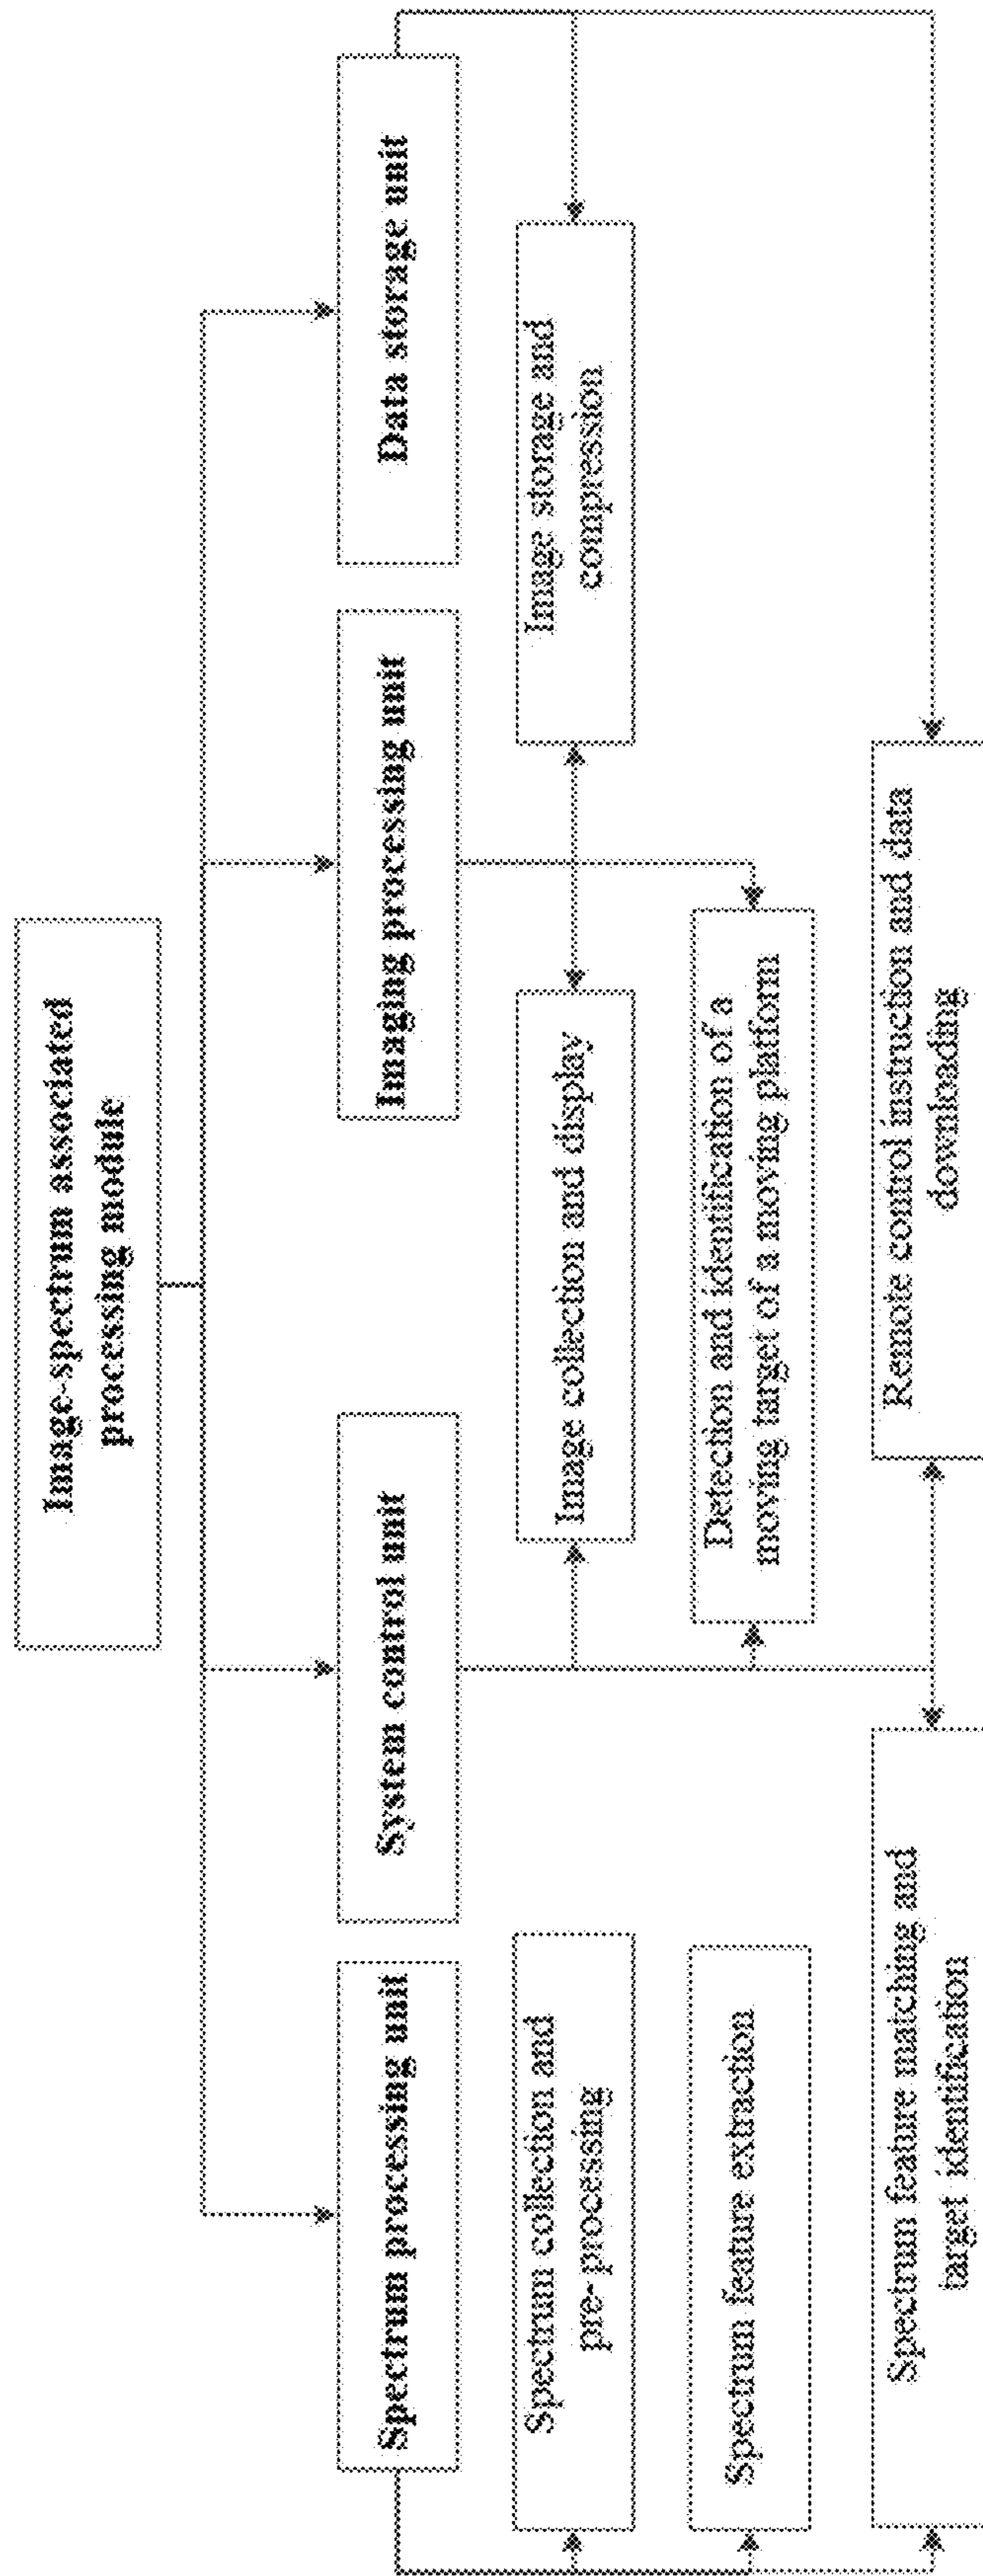 Image-spectrum associated
processing module
Spectrum processing unit
System control unit
Imaging processing unit
Data storage unit
Spectrum collection and
pre- processing
Image collection and display
Image storage and
compression
Spectrum feature extraction
Detection and identification of a
moving target of a moving platform
Spectrum feature matching and
target identification
Remote control instruction and data
downloading